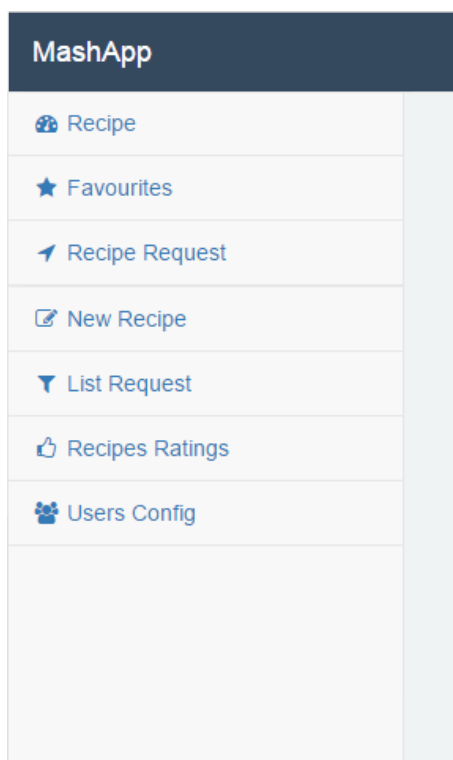 MashApp
Recipe
Favourites
Recipe Request
New Recipe
List Request
Recipes Ratings
Users Config